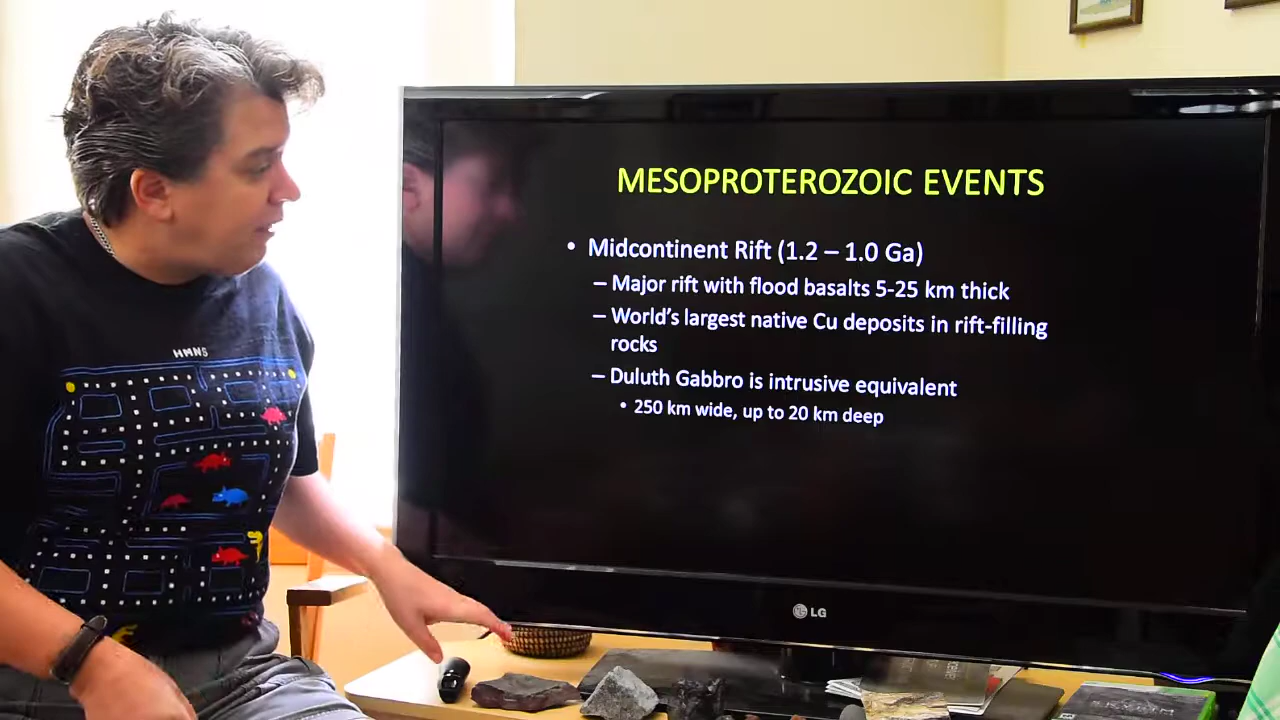 MESOPROTEROZOIC EVENTS
• Midcontinent Rift (1.2 – 1.0 Ga)
– Major rift with flood basalts 5-25 km thick
– World's largest native Cu deposits in rift-filling
rocks
– Duluth Gabbro is intrusive equivalent
• 250 km wide, up to 20 km deep
HMNS
LG